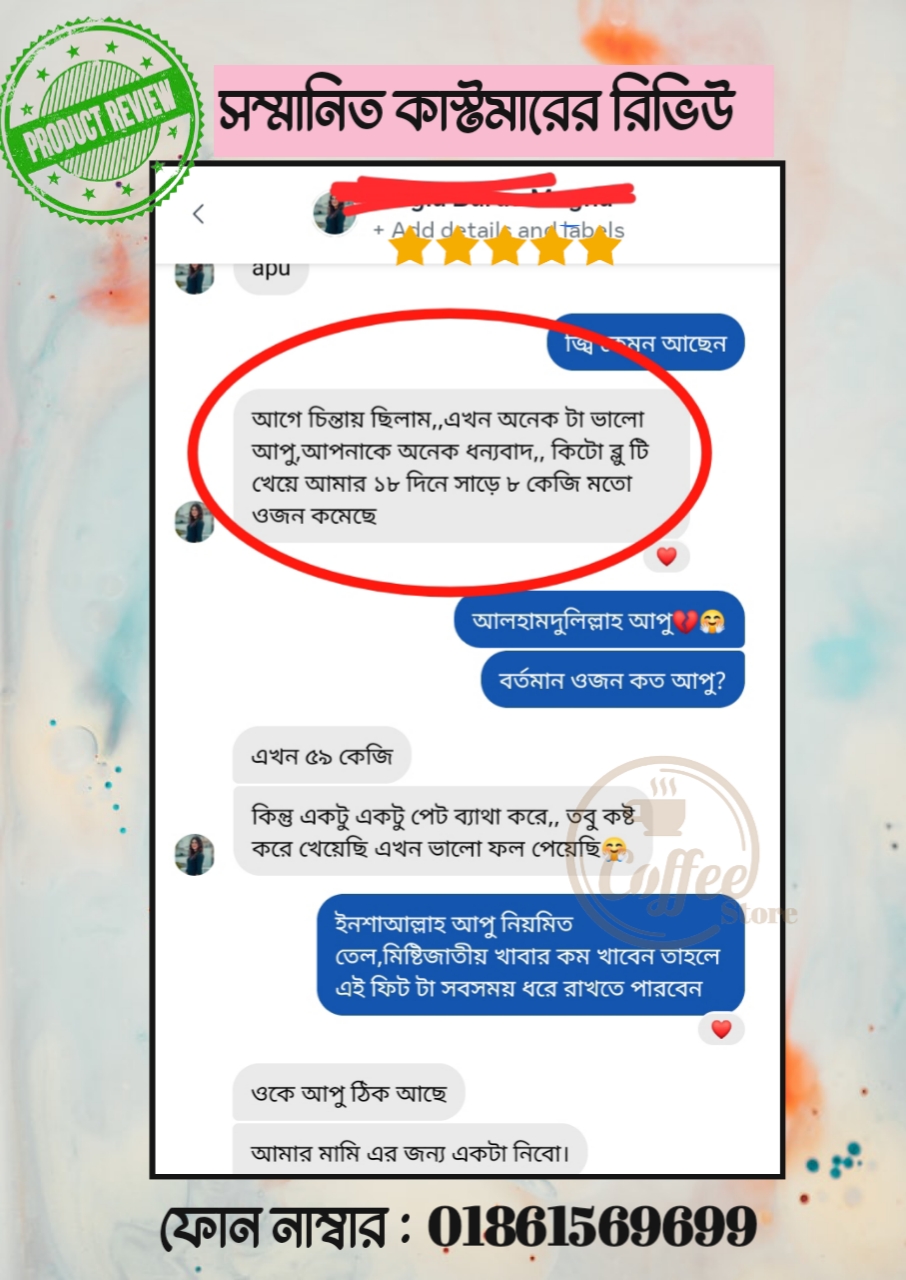 PRODUCT REVIEW
সম্মানিত কাস্টমারের রিভিউ
+ Add details and labels
apu
জ্বি কেমন আছেন
আগে চিন্তায় ছিলাম,,এখন অনেক টা ভালো
আপু,আপনাকে অনেক ধন্যবাদ,, কিটো ব্লু টি
খেয়ে আমার ১৮ দিনে সাড়ে ৮ কেজি মতো
ওজন কমেছে
আলহামদুলিল্লাহ আপু💔🤗
বর্তমান ওজন কত আপু?
এখন ৫৯ কেজি
কিন্তু একটু একটু পেট ব্যাথা করে,, তবু কষ্ট
করে খেয়েছি এখন ভালো ফল পেয়েছি🤗
Coffee
Store
ইনশাআল্লাহ আপু নিয়মিত
তেল,মিষ্টিজাতীয় খাবার কম খাবেন তাহলে
এই ফিট টা সবসময় ধরে রাখতে পারবেন
ওকে আপু ঠিক আছে
আমার মামি এর জন্য একটা নিবো।
ফোন নাম্বার : 01861569699